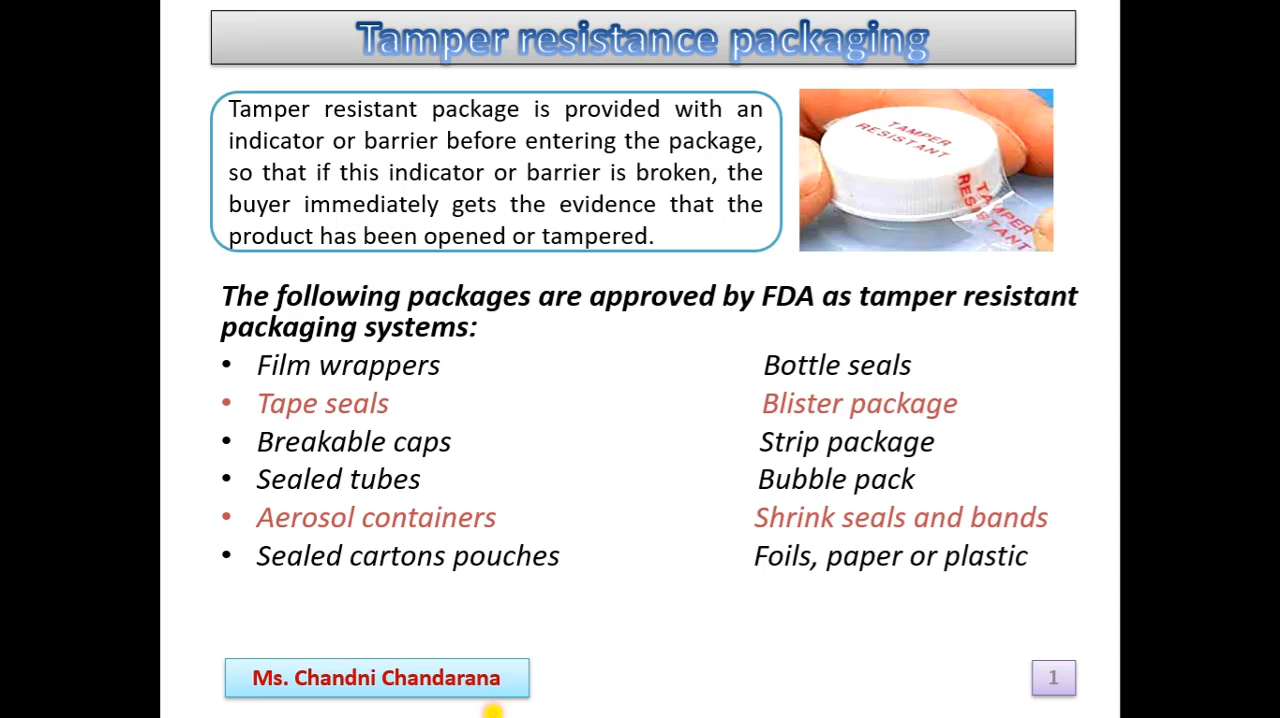 Tamper resistance packaging
Tamper resistant package is provided with an
indicator or barrier before entering the package,
so that if this indicator or barrier is broken, the
buyer immediately gets the evidence that the
product has been opened or tampered.
TAMPER
RESISTANT
TAMPER
RESISTANT
The following packages are approved by FDA as tamper resistant
packaging systems:
• Film wrappers Bottle seals
• Tape seals Blister package
• Breakable caps Strip package
• Sealed tubes Bubble pack
• Aerosol containers Shrink seals and bands
• Sealed cartons pouches Foils, paper or plastic
Ms. Chandni Chandarana
1